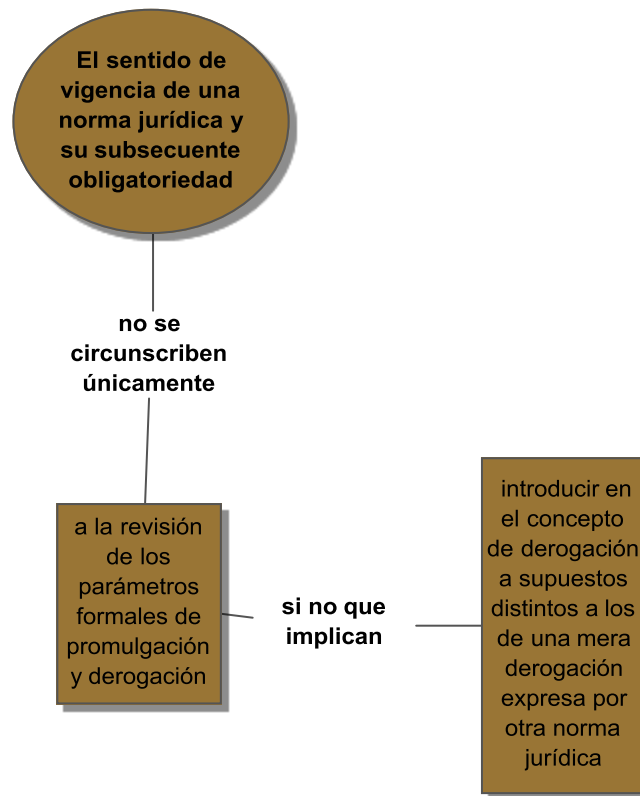 El sentido de
vigencia de una
norma jurídica y
su subsecuente
obligatoriedad
no se
circunscriben
únicamente
a la revisión
de los
parámetros
formales de
promulgación
y derogación
si no que
implican
introducir en
el concepto
de derogación
a supuestos
distintos a los
de una mera
derogación
expresa por
otra norma
jurídica